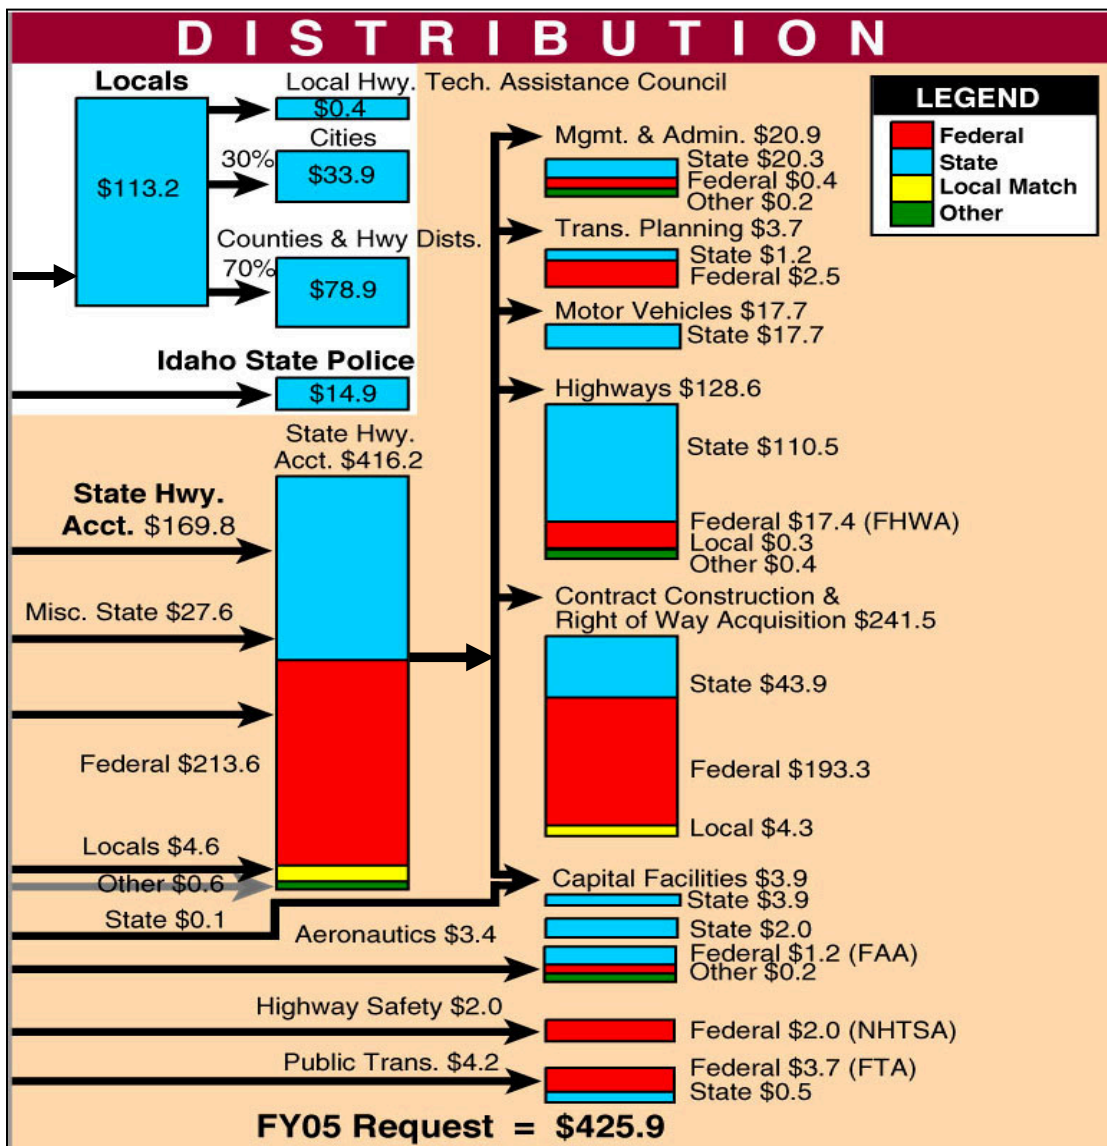 DISTRIBUTION
Locals
$113.2
Local Hwy. Tech. Assistance Council
$0.4
Cities
30%
$33.9
Counties & Hwy Dists.
70%
$78.9
Idaho State Police
$14.9
State Hwy.
Acct. $416.2
State Hwy.
Acct. $169.8
Misc. State $27.6
Federal $213.6
Locals $4.6
Other $0.6
State $0.1
Aeronautics $3.4
Highway Safety $2.0
Public Trans. $4.2
Mgmt. & Admin. $20.9
State $20.3
Federal $0.4
Other $0.2
Trans. Planning $3.7
State $1.2
Federal $2.5
Motor Vehicles $17.7
State $17.7
Highways $128.6
State $110.5
Federal $17.4 (FHWA)
Local $0.3
Other $0.4
Contract Construction &
Right of Way Acquisition $241.5
State $43.9
Federal $193.3
Local $4.3
Capital Facilities $3.9
State $3.9
State $2.0
Federal $1.2 (FAA)
Other $0.2
Federal $2.0 (NHTSA)
Federal $3.7 (FTA)
State $0.5
LEGEND
Federal
State
Local Match
Other
FY05 Request = $425.9